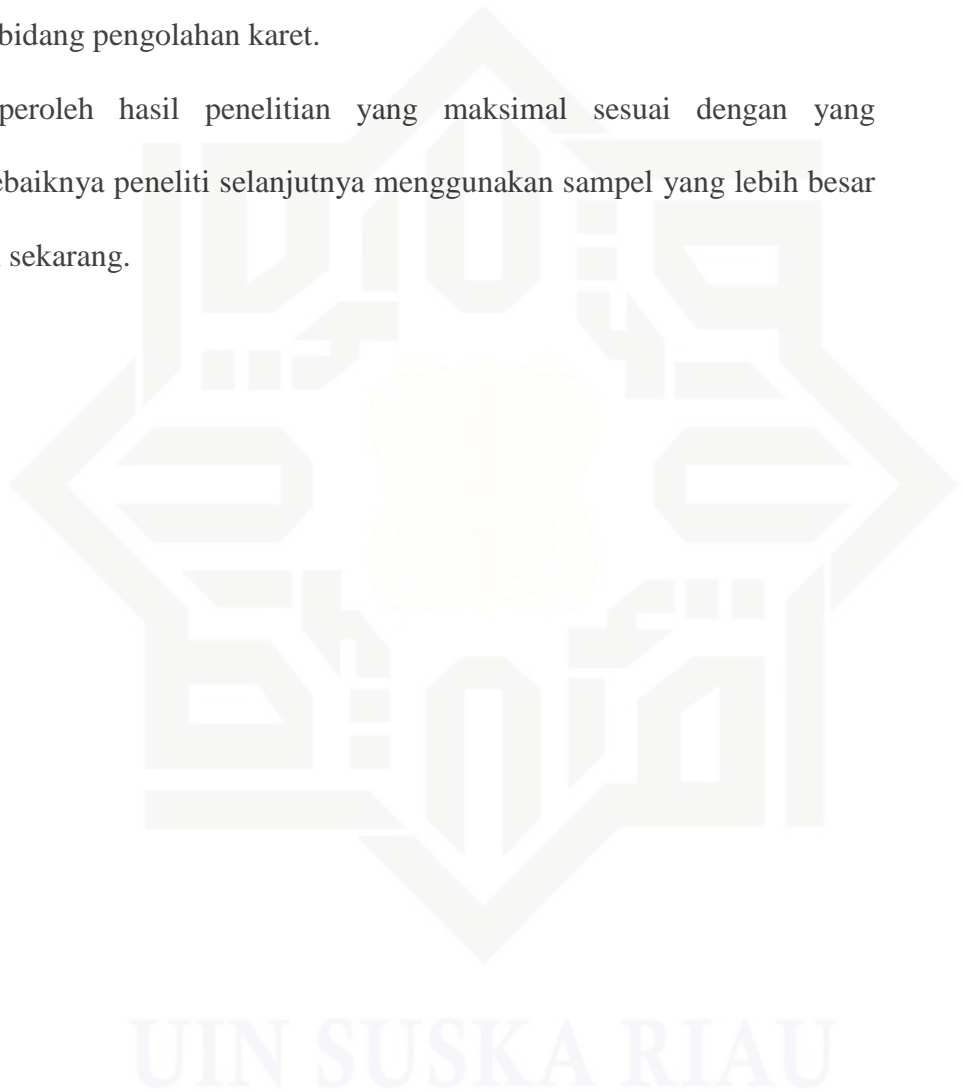 bidang pengolahan karet.
peroleh hasil penelitian yang maksimal sesuai dengan yang
ebaiknya peneliti selanjutnya menggunakan sampel yang lebih besar
sekarang.
UIN SUSKA RIAU